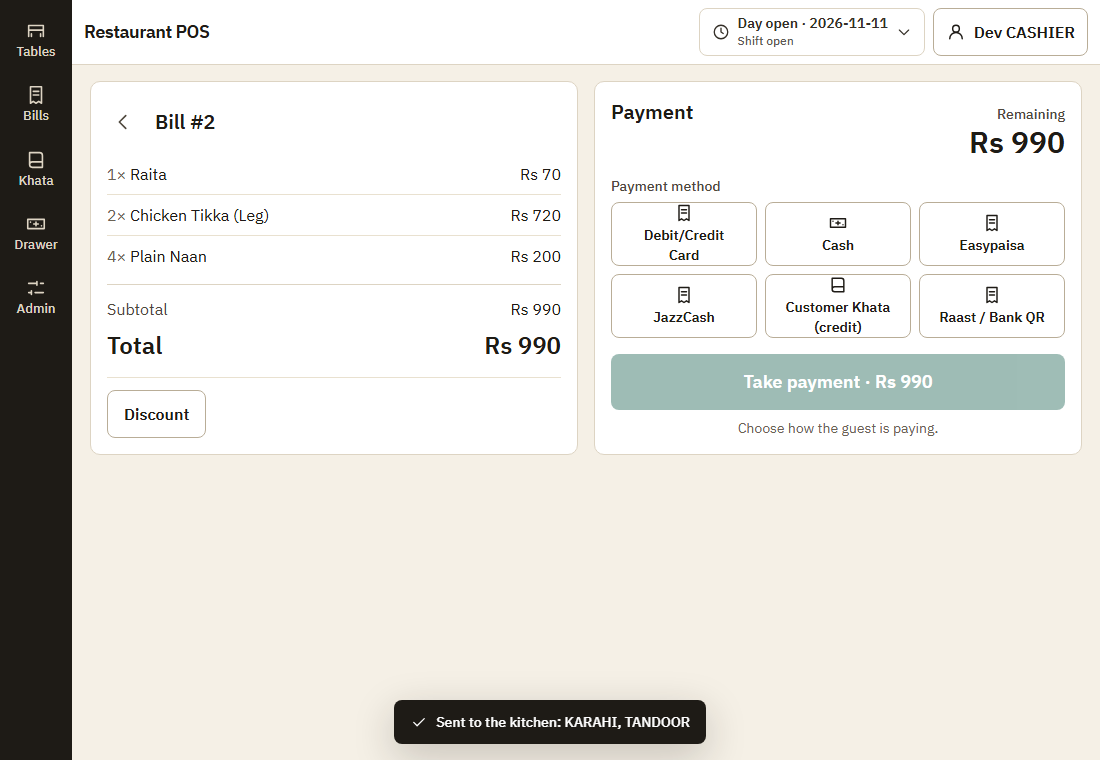 Restaurant POS
Day open · 2026-11-11
Shift open
Dev CASHIER
Tables
Bills
Khata
Drawer
Admin
Bill #2
1× Raita Rs 70
2× Chicken Tikka (Leg) Rs 720
4× Plain Naan Rs 200
Subtotal Rs 990
Total Rs 990
Discount
Payment
Remaining
Rs 990
Payment method
Debit/Credit
Card
Cash
Easypaisa
JazzCash
Customer Khata
(credit)
Raast / Bank QR
Take payment · Rs 990
Choose how the guest is paying.
Sent to the kitchen: KARAHI, TANDOOR